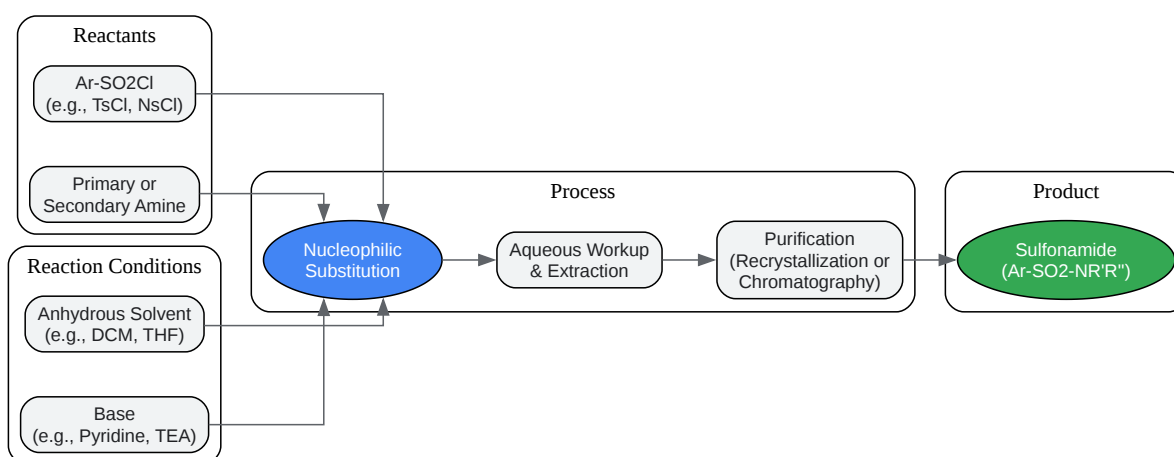 Reactants
Ar-SO2Cl
(e.g., TsCl, NsCl)
Primary or
Secondary Amine
Reaction Conditions
Anhydrous Solvent
(e.g., DCM, THF)
Base
(e.g., Pyridine, TEA)
Process
Nucleophilic
Substitution
Aqueous Workup
& Extraction
Purification
(Recrystallization or
Chromatography)
Product
Sulfonamide
(Ar-SO2-NR'R")